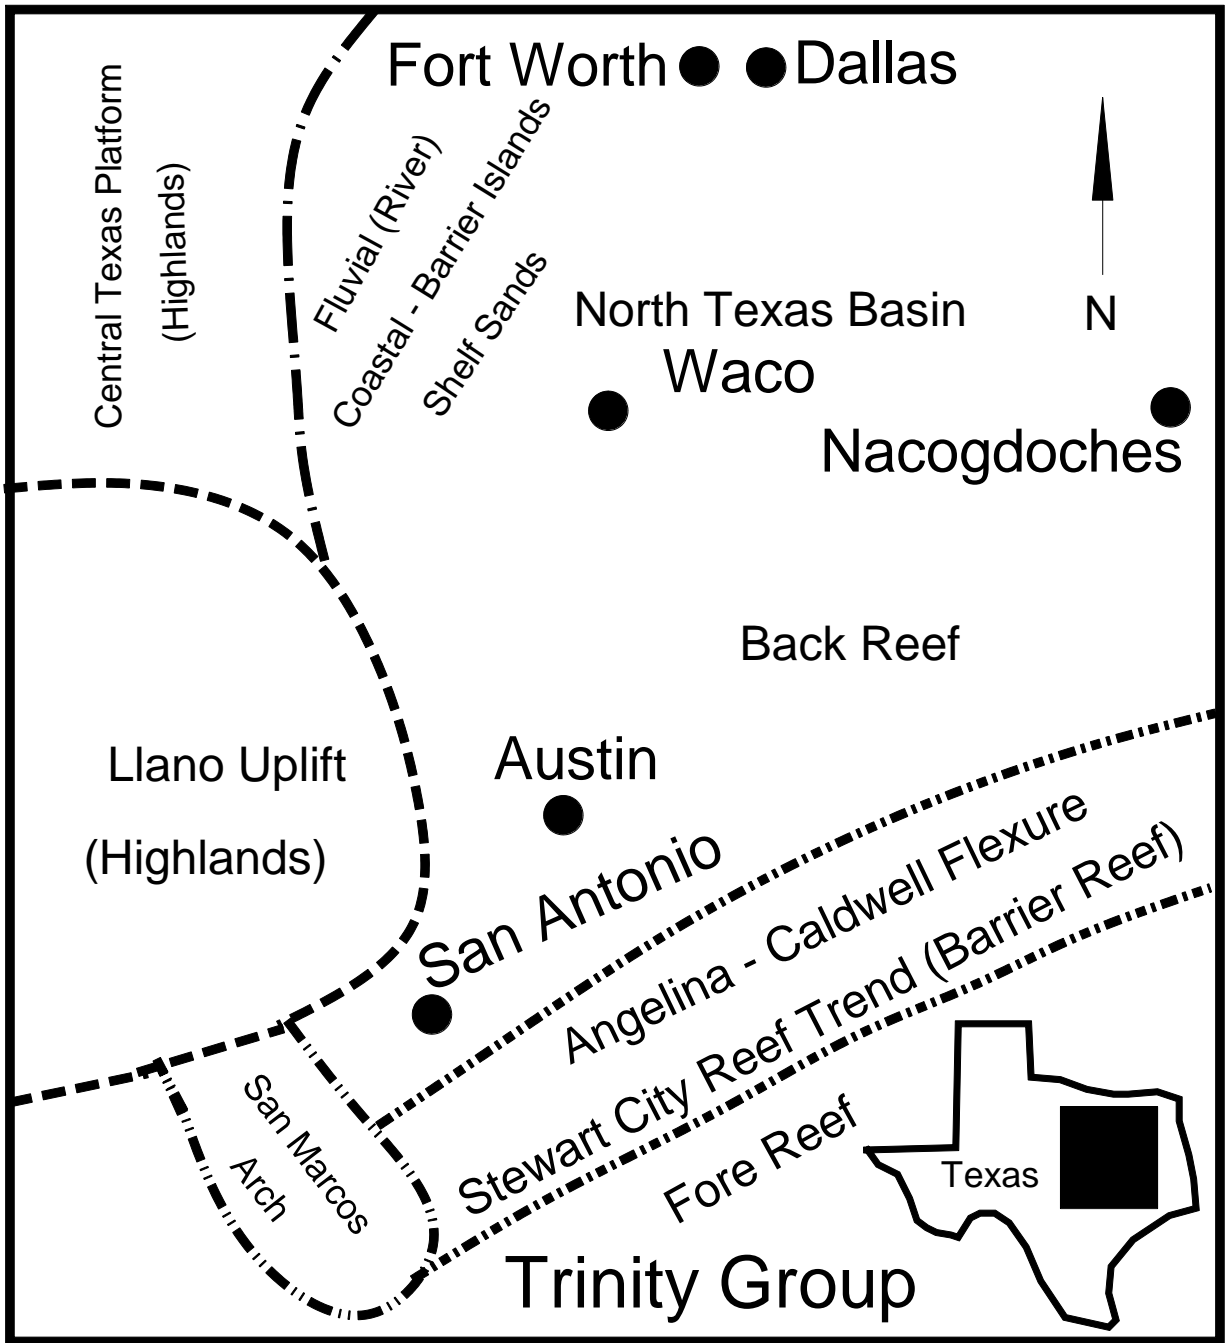 Fort Worth
Dallas
Central Texas Platform
(Highlands)
Fluvial (River)
Coastal - Barrier Islands
Shelf Sands
North Texas Basin
N
Waco
Nacogdoches
Back Reef
Llano Uplift
(Highlands)
Austin
San Antonio
Angelina - Caldwell Flexure
Stewart City Reef Trend (Barrier Reef)
Fore Reef
San Marcos
Arch
Texas
Trinity Group